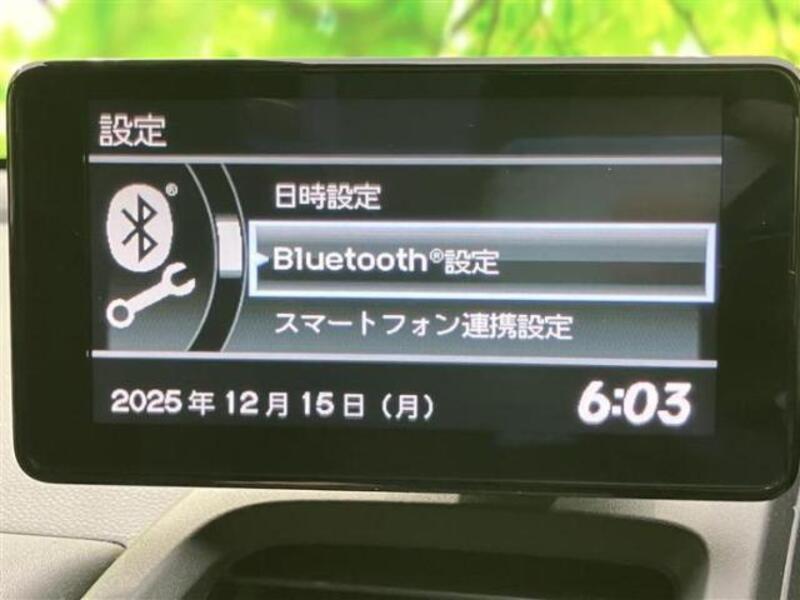 設定
®
日時設定
Bluetooth®設定
スマートフォン連携設定
2025年12月15日（月） 6:03